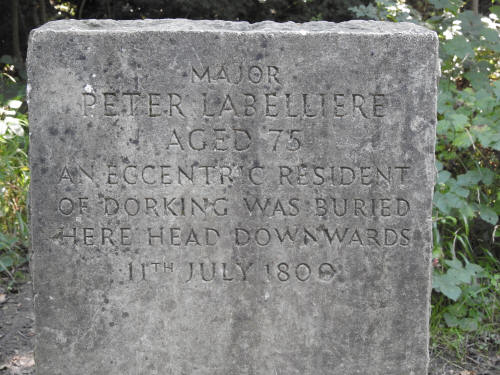 MAJOR
PETER LABELLIERE
AGED 75
AN ECCENTRIC RESIDENT
OF DORKING WAS BURIED
HERE HEAD DOWNWARDS
11TH JULY 1800